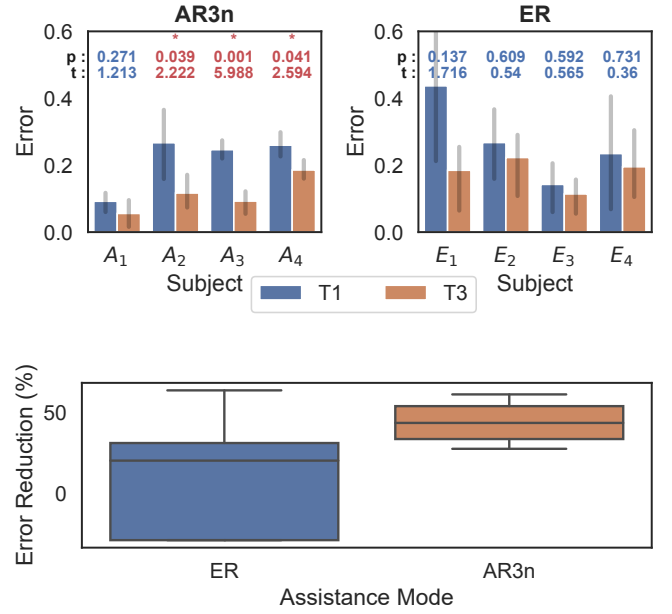 AR3n
ER
0.6
* * *
p : 0.271 0.039 0.001 0.041
t : 1.213 2.222 5.988 2.594
0.4
0.2
0.0
Error
A1 A2 A3 A4
Subject
0.6
p : 0.137 0.609 0.592 0.731
t : 1.716 0.54 0.565 0.36
0.4
0.2
0.0
Error
E1 E2 E3 E4
Subject
T1 T3
Error Reduction (%)
50
0
ER AR3n
Assistance Mode